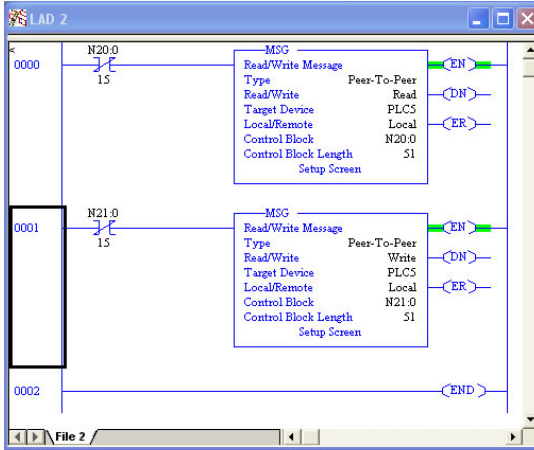 LAD 2
0000
N20:0
15
MSG
Read/Write Message
Type Peer-To-Peer
Read/Write Read
Target Device PLC5
Local/Remote Local
Control Block N20:0
Control Block Length 51
Setup Screen
EN
DN
ER
0001
N21:0
15
MSG
Read/Write Message
Type Peer-To-Peer
Read/Write Write
Target Device PLC5
Local/Remote Local
Control Block N21:0
Control Block Length 51
Setup Screen
EN
DN
ER
0002
END
File 2